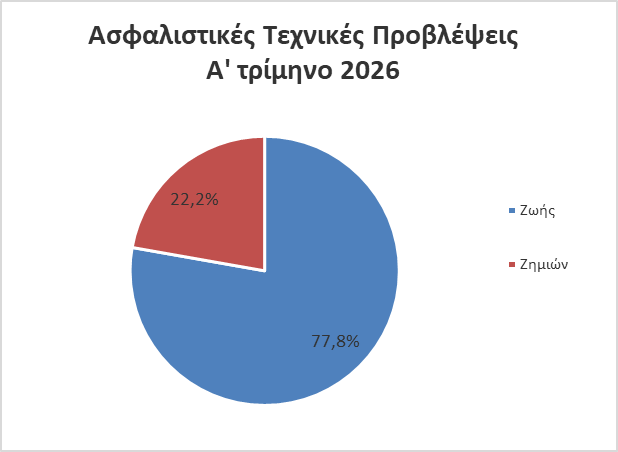 Ασφαλιστικές Τεχνικές Προβλέψεις
Α' τρίμηνο 2026
22,2%
Ζωής
Ζημιών
77,8%